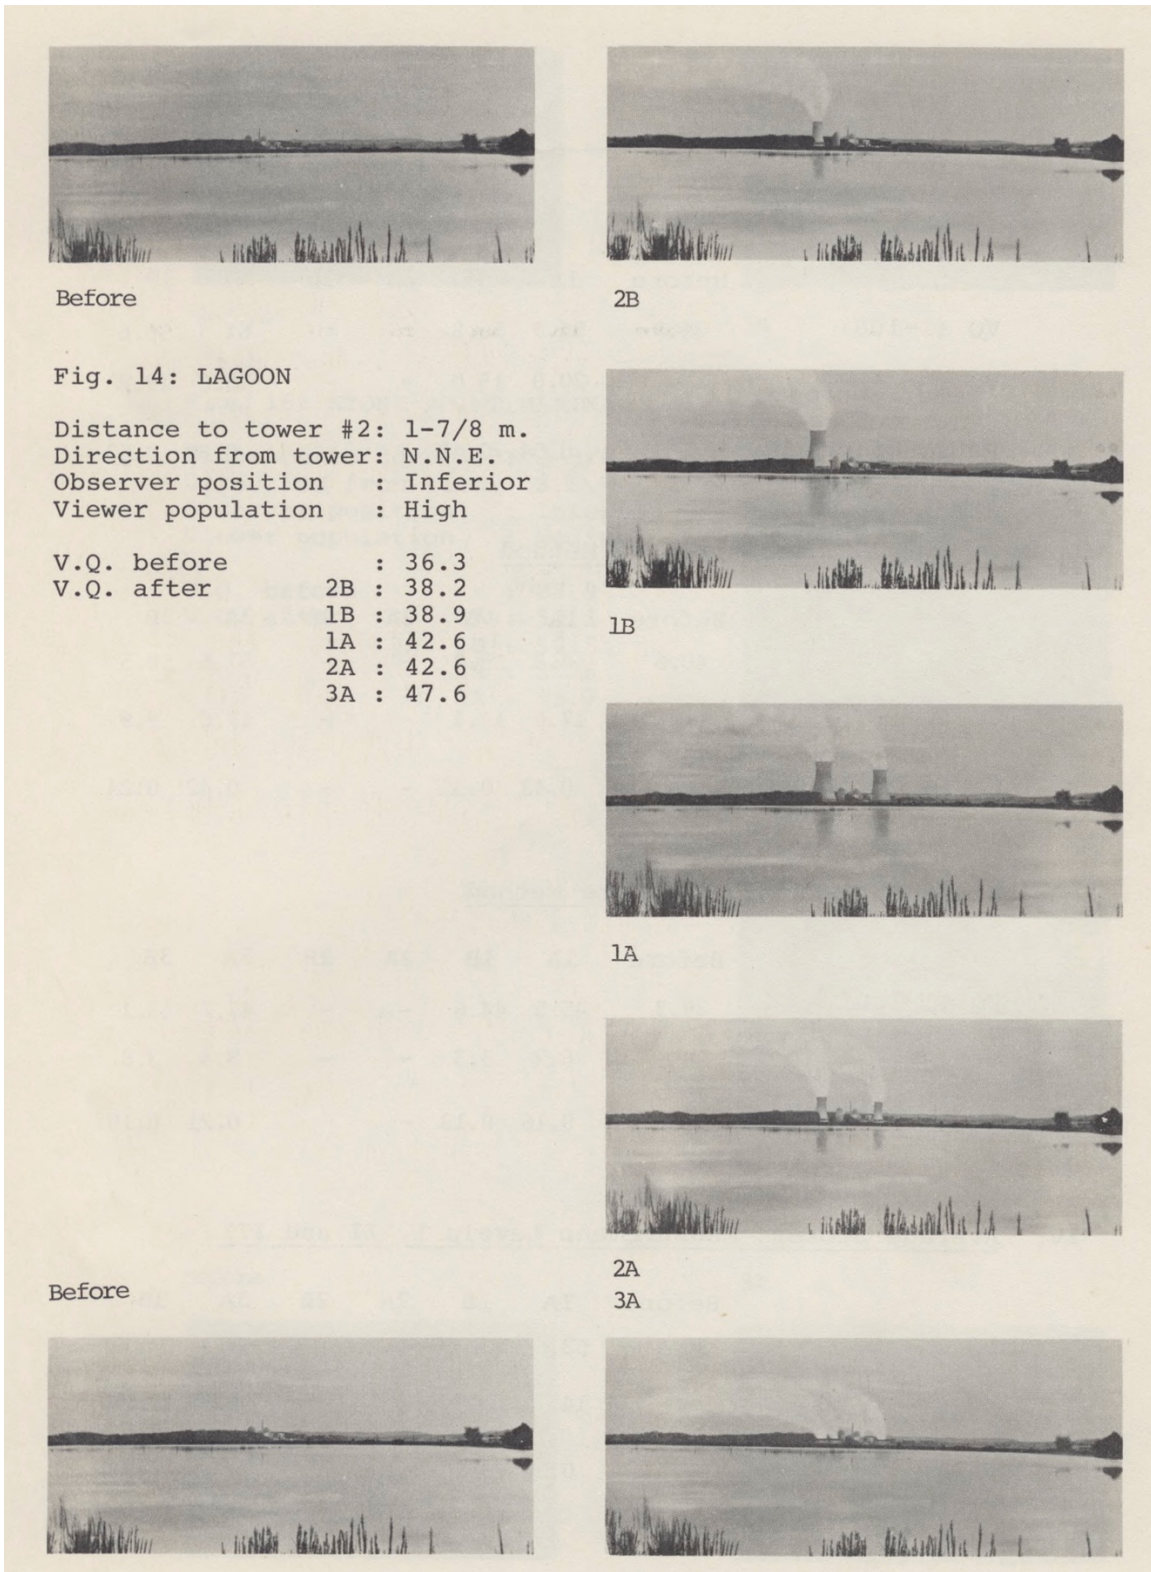 Before
2B
Fig. 14: LAGOON
Distance to tower #2: 1-7/8 m.
Direction from tower: N.N.E.
Observer position : Inferior
Viewer population : High
V.Q. before : 36.3
V.Q. after 2B : 38.2
1B : 38.9
1A : 42.6
2A : 42.6
3A : 47.6
1B
1A
2A
3A
Before